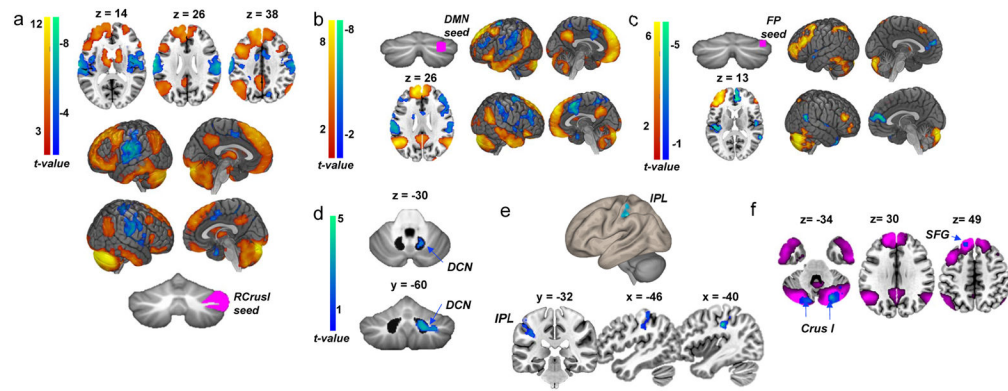 a
12
-8
3
-4
t-value
z = 14
z = 26
z = 38
RCrusI
seed
b
8
8
2
-2
t-value
DMN
seed
z = 26
c
6
-5
2
-1
t-value
FP
seed
z = 13
d
5
1
t-value
z = -30
DCN
y = -60
DCN
e
IPL
y = -32
x = -46
x = -40
IPL
f
z = -34
z = 30
z = 49
SFG
Crus I